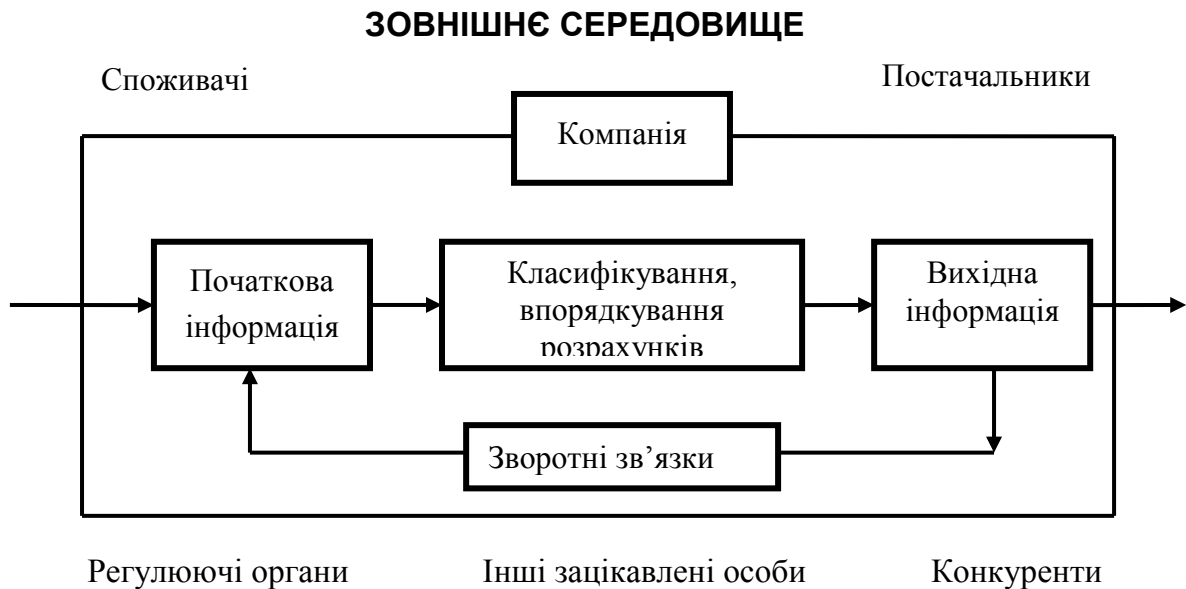 ЗОВНІШНЄ СЕРЕДОВИЩЕ
Споживачі
Постачальники
Компанія
Початкова
інформація
Класифікування,
впорядкування
розрахунків
Вихідна
інформація
Зворотні зв’язки
Регулюючі органи
Інші зацікавлені особи
Конкуренти